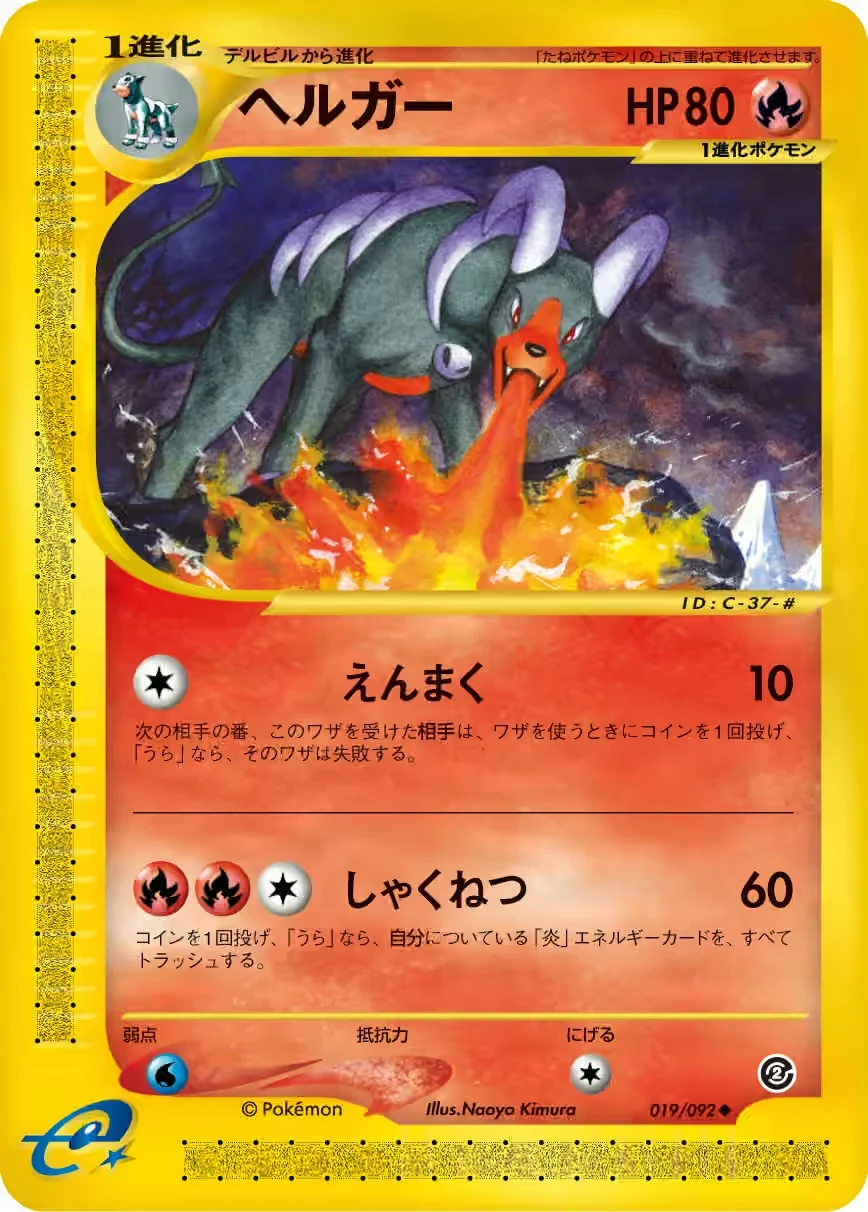 1進化
デルビルから進化
「たねポケモン」の上に重ねて進化させます。
ヘルガー
HP80
1進化ポケモン
ID:C-37-#
えんまく 10
次の相手の番、このワザを受けた相手は、ワザを使うときにコインを1回投げ、
「うら」なら、そのワザは失敗する。
しゃくねつ 60
コインを1回投げ、「うら」なら、自分についている「炎」エネルギーカードを、すべて
トラッシュする。
弱点 抵抗力 にげる
2
© Pokémon Illus.Naoyo Kimura 019/092◆
e